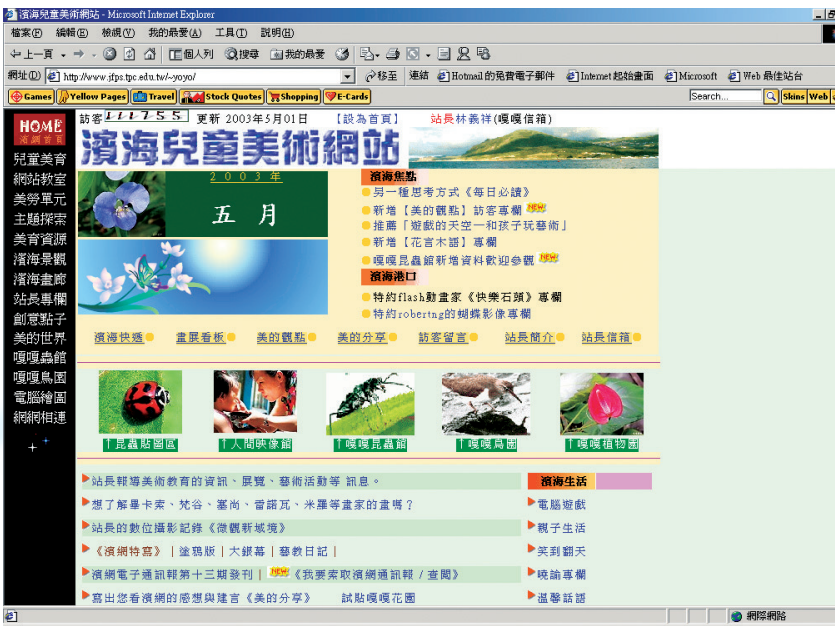 濱海兒童美術網站 - Microsoft Internet Explorer
檔案(F) 編輯(E) 檢視(V) 我的最愛(A) 工具(T) 說明(H)
上一頁 個人列 搜尋 我的最愛
網址(D) http://www.jfps.tpc.edu.tw/~yoyo/ 移至 連結 Hotmail 的免費電子郵件 Internet 起始畫面 Microsoft Web 最佳站台
Games Yellow Pages Travel Stock Quotes Shopping E-Cards Search... Search Skins Web
HOME
濱網首頁
兒童美育
網站教室
美勞單元
主題探索
美育資源
濱海景觀
濱海畫廊
站長專欄
創意點子
美的世界
嘎嘎蟲館
嘎嘎鳥園
電腦繪圖
網網相連
訪客111755 更新 2003年5月01日 【設為首頁】 站長林義祥(嘎嘎信箱)
濱海兒童美術網站
2003年
五月
濱海焦點
另一種思考方式《每日必讀》
新增【美的觀點】訪客專欄 NEW
推薦「遊戲的天空—和孩子玩藝術」
新增【花言木語】專欄
嘎嘎昆蟲館新增資料歡迎參觀 NEW
濱海港口
特約flash動畫家《快樂石頭》專欄
特約robertng的蝴蝶影像專欄
濱海快遞 畫展看板 美的觀點 美的分享 訪客留言 站長簡介 站長信箱
↑昆蟲貼圖區 ↑人間映像館 ↑嘎嘎昆蟲館 ↑嘎嘎鳥園 ↑嘎嘎植物園
站長報導美術教育的資訊、展覽、藝術活動等 訊息。
想了解畢卡索、梵谷、塞尚、雷諾瓦、米羅等畫家的畫嗎?
站長的數位攝影記錄《微觀新域境》
《濱網特寫》|塗鴉版|大銀幕|藝教日記|
濱網電子通訊報第十三期發刊| NEW《我要索取濱網通訊報 / 查閱》
寫出您看濱網的感想與建言《美的分享》 試貼嘎嘎花園
濱海生活
電腦遊戲
親子生活
笑到翻天
曉諭專欄
溫馨話語
網際網路